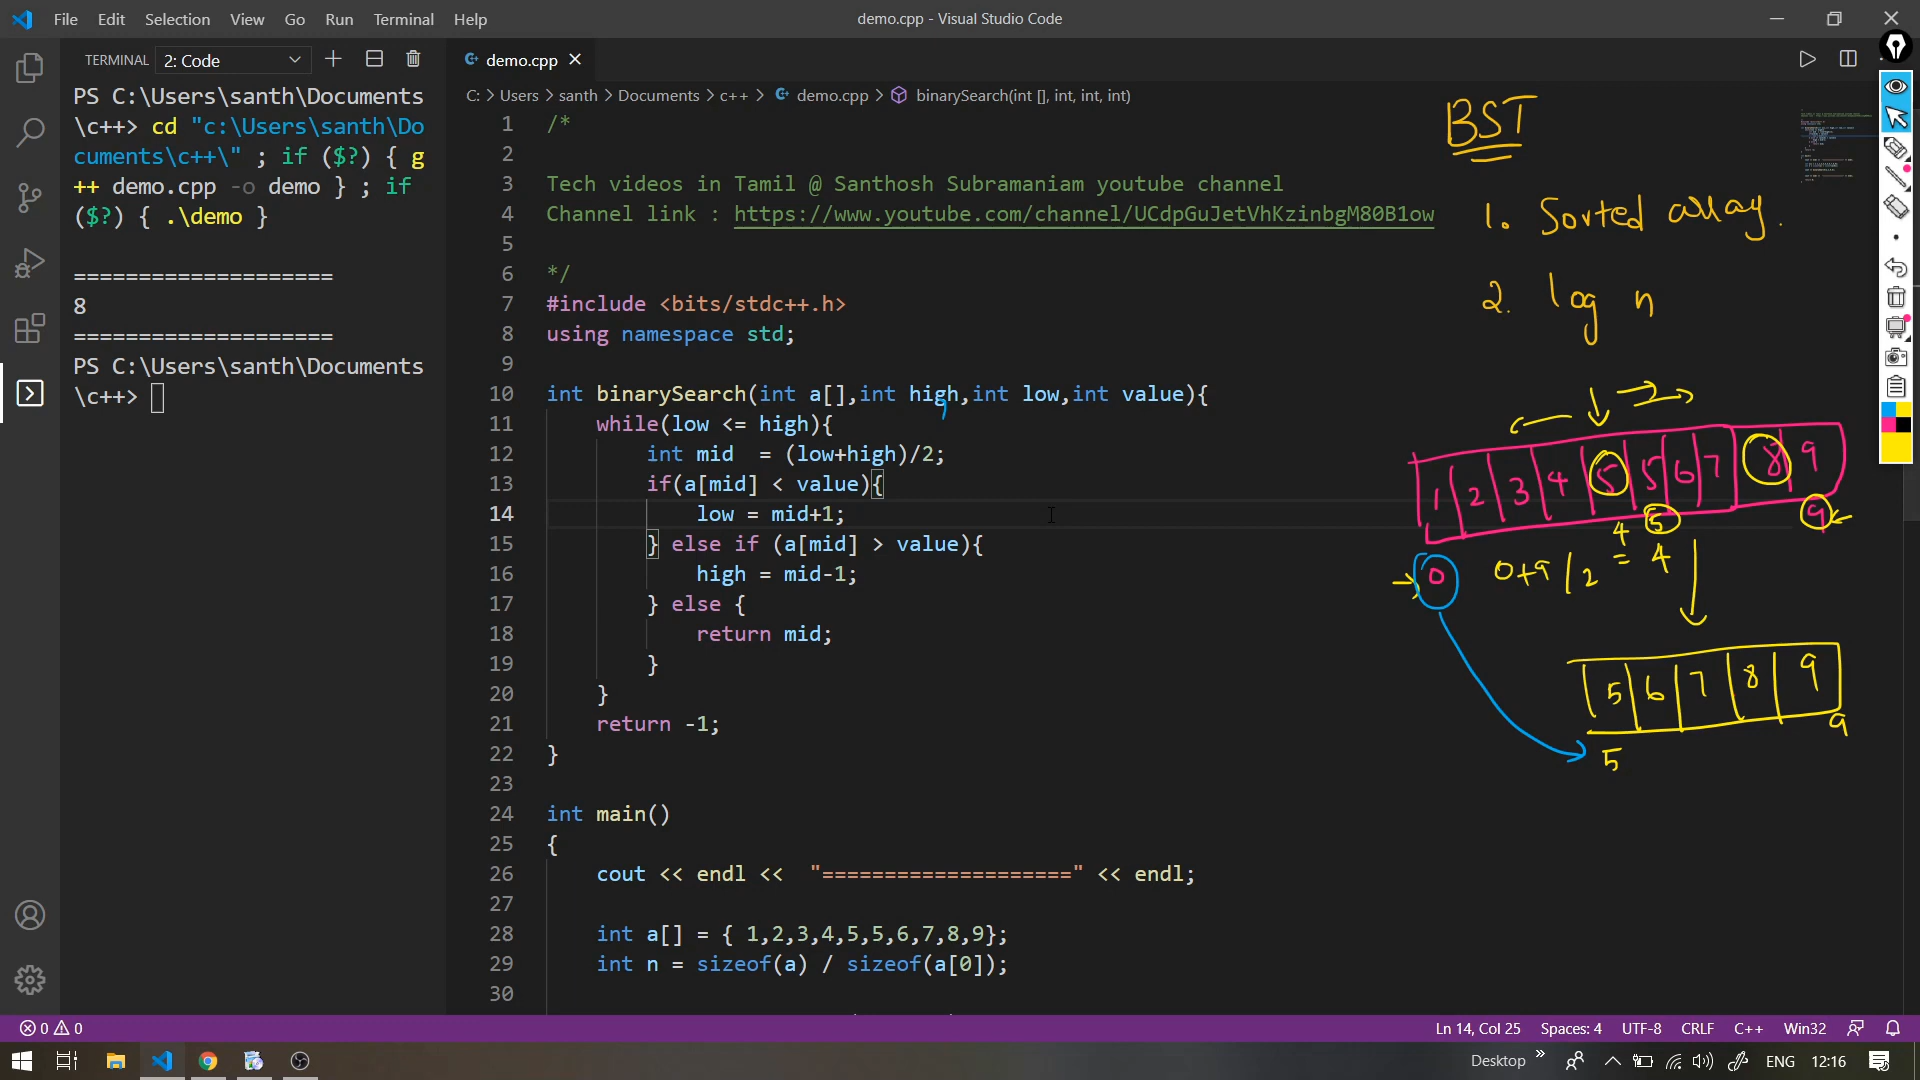 File Edit Selection View Go Run Terminal Help
demo.cpp - Visual Studio Code
TERMINAL 2: Code
PS C:\Users\santh\Documents
\c++> cd "c:\Users\santh\Do
cuments\c++\" ; if ($?) { g
++ demo.cpp -o demo } ; if
($?) { .\demo }
=====================
8
=====================
PS C:\Users\santh\Documents
\c++>
demo.cpp
C: > Users > santh > Documents > c++ > demo.cpp > binarySearch(int [], int, int, int)
1 /*
2
3 Tech videos in Tamil @ Santhosh Subramaniam youtube channel
4 Channel link : https://www.youtube.com/channel/UCdpGuJetVhKzinbgM80B1ow
5
6 */
7 #include <bits/stdc++.h>
8 using namespace std;
9
10 int binarySearch(int a[],int high,int low,int value){
11 while(low <= high){
12 int mid  = (low+high)/2;
13 if(a[mid] < value){
14 low = mid+1;
15 } else if (a[mid] > value){
16 high = mid-1;
17 } else {
18 return mid;
19 }
20 }
21 return -1;
22 }
23
24 int main()
25 {
26 cout << endl <<  "====================" << endl;
27
28 int a[] = { 1,2,3,4,5,5,6,7,8,9};
29 int n = sizeof(a) / sizeof(a[0]);
30
BST
1. Sorted array.
2. log n
1 2 3 4 5 5 6 7 8 9
4 5 9
0 0+9/2 = 4
5 6 7 8 9
5 9
0 0
Ln 14, Col 25 Spaces: 4 UTF-8 CRLF C++ Win32
Desktop ENG 12:16